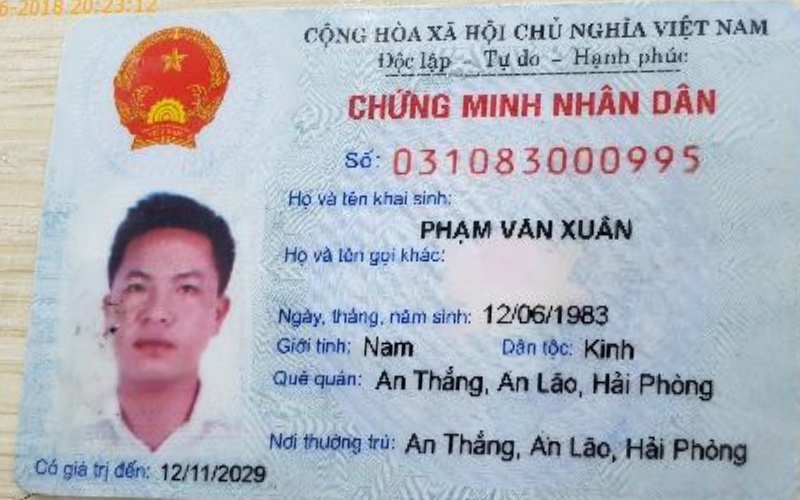 6-2018 20:23:12
CỘNG HÒA XÃ HỘI CHỦ NGHĨA VIỆT NAM
Độc lập - Tự do - Hạnh phúc
CHỨNG MINH NHÂN DÂN
Số: 031083000995
Họ và tên khai sinh:
PHẠM VĂN XUÂN
Họ và tên gọi khác:
Ngày, tháng, năm sinh: 12/06/1983
Giới tính: Nam Dân tộc: Kinh
Quê quán: An Thắng, An Lão, Hải Phòng
Nơi thường trú: An Thắng, An Lão, Hải Phòng
Có giá trị đến: 12/11/2029